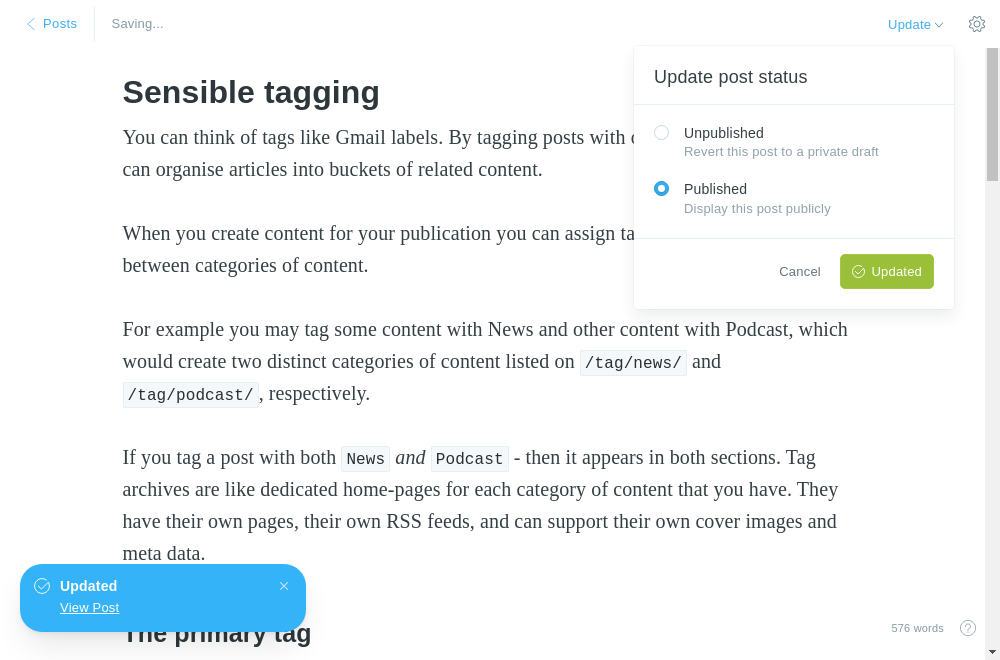 Posts
Saving...
Update
Update post status
Unpublished
Revert this post to a private draft
Published
Display this post publicly
Cancel
Updated
Sensible tagging
You can think of tags like Gmail labels. By tagging posts with
can organise articles into buckets of related content.
When you create content for your publication you can assign
between categories of content.
For example you may tag some content with News and other content with Podcast, which
would create two distinct categories of content listed on /tag/news/ and
/tag/podcast/, respectively.
If you tag a post with both News and Podcast - then it appears in both sections. Tag
archives are like dedicated home-pages for each category of content that you have. They
have their own pages, their own RSS feeds, and can support their own cover images and
meta data.
Updated
View Post
The primary tag
576 words
?